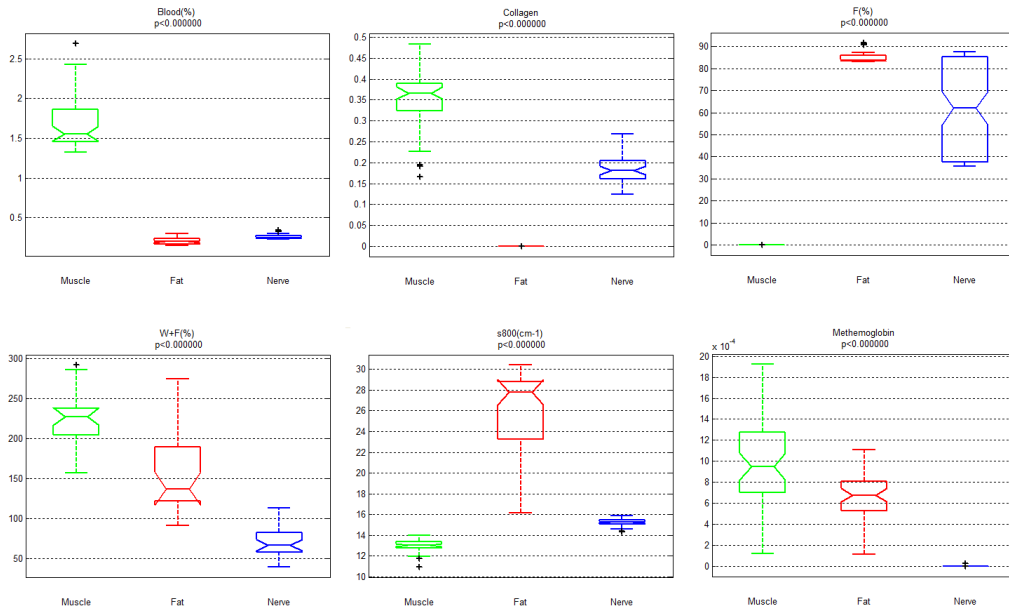 Blood(%)
p<0.000000
2.5
2
1.5
1
0.5
Muscle Fat Nerve
Collagen
p<0.000000
0.5
0.45
0.4
0.35
0.3
0.25
0.2
0.15
0.1
0.05
0
Muscle Fat Nerve
F(%)
p<0.000000
90
80
70
60
50
40
30
20
10
0
Muscle Fat Nerve
W+F(%)
p<0.000000
300
250
200
150
100
50
Muscle Fat Nerve
s800(cm-1)
p<0.000000
30
28
26
24
22
20
18
16
14
12
10
Muscle Fat Nerve
Methemoglobin
p<0.000000
x 10-4
20
18
16
14
12
10
8
6
4
2
0
Muscle Fat Nerve